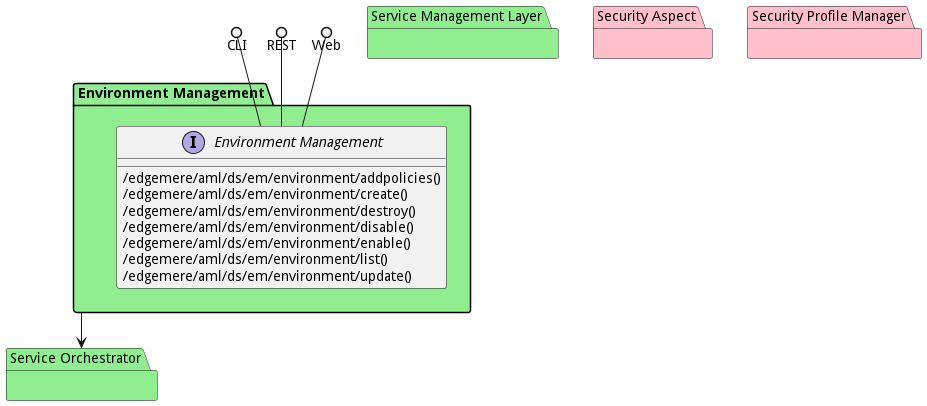 Service Management Layer
Security Aspect
Security Profile Manager
CLI
REST
Web
Environment Management
I
Environment Management
/edgemere/aml/ds/em/environment/addpolicies()
/edgemere/aml/ds/em/environment/create()
/edgemere/aml/ds/em/environment/destroy()
/edgemere/aml/ds/em/environment/disable()
/edgemere/aml/ds/em/environment/enable()
/edgemere/aml/ds/em/environment/list()
/edgemere/aml/ds/em/environment/update()
Service Orchestrator